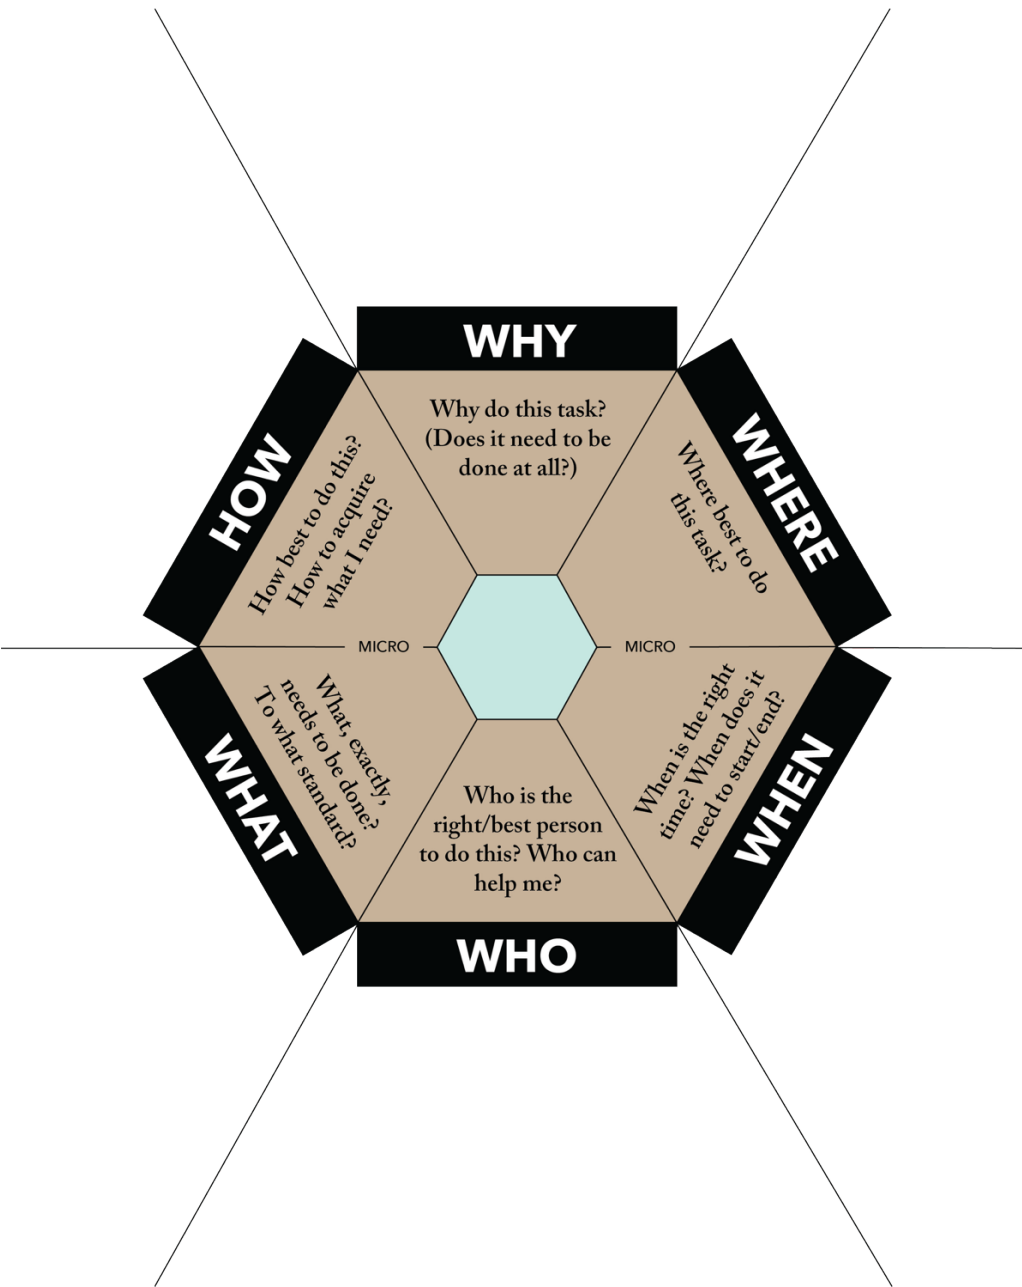 WHY
Why do this task?
(Does it need to be
done at all?)
WHERE
Where best to do
this task?
WHEN
When is the right
time? When does it
need to start/end?
WHO
Who is the
right/best person
to do this? Who can
help me?
WHAT
What, exactly,
needs to be done?
To what standard?
HOW
How best to do this?
How to acquire
what I need?
MICRO
MICRO